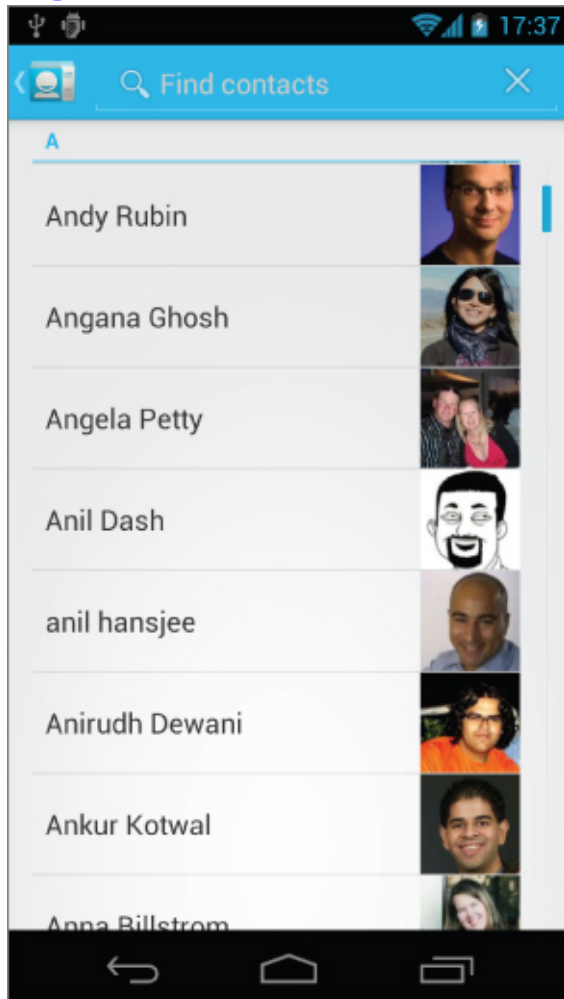 17:37
Find contacts
A
Andy Rubin
Angana Ghosh
Angela Petty
Anil Dash
anil hansjee
Anirudh Dewani
Ankur Kotwal
Anna Billstrom